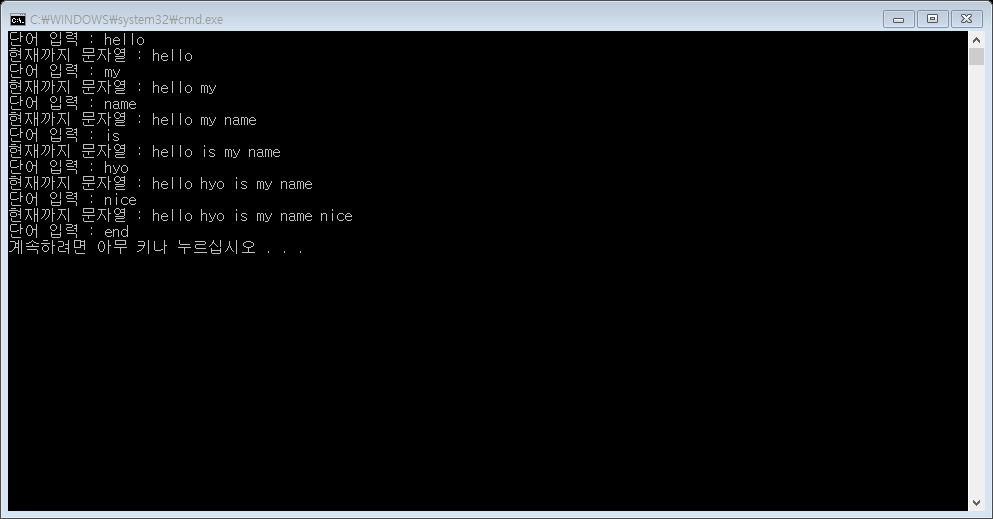 C:₩WINDOWS₩system32₩cmd.exe
단어 입력 : hello
현재까지 문자열 : hello
단어 입력 : my
현재까지 문자열 : hello my
단어 입력 : name
현재까지 문자열 : hello my name
단어 입력 : is
현재까지 문자열 : hello is my name
단어 입력 : hyo
현재까지 문자열 : hello hyo is my name
단어 입력 : nice
현재까지 문자열 : hello hyo is my name nice
단어 입력 : end
계속하려면 아무 키나 누르십시오 . . .